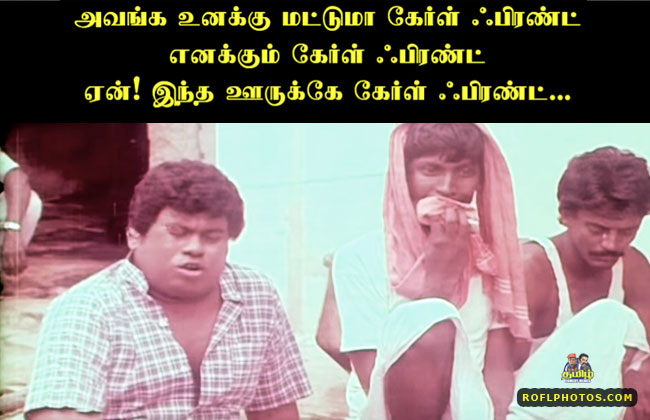 அவங்க உனக்கு மட்டுமா கேர்ள் ஃபிரண்ட்
எனக்கும் கேர்ள் ஃபிரண்ட்
ஏன்! இந்த ஊருக்கே கேர்ள் ஃபிரண்ட்...
தமிழ்
ROFLPHOTOS.COM